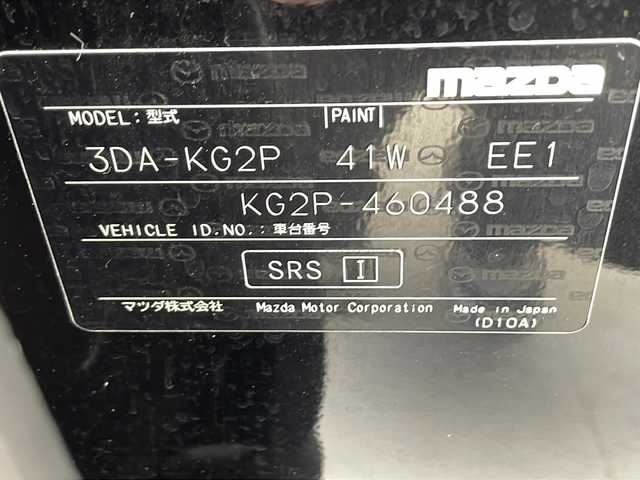 mazda
MODEL: 型式 PAINT
3DA-KG2P 41W EE1
KG2P-460488
VEHICLE ID.NO.: 車台番号
SRS I
マツダ株式会社 Mazda Motor Corporation Made in Japan
(D10A)